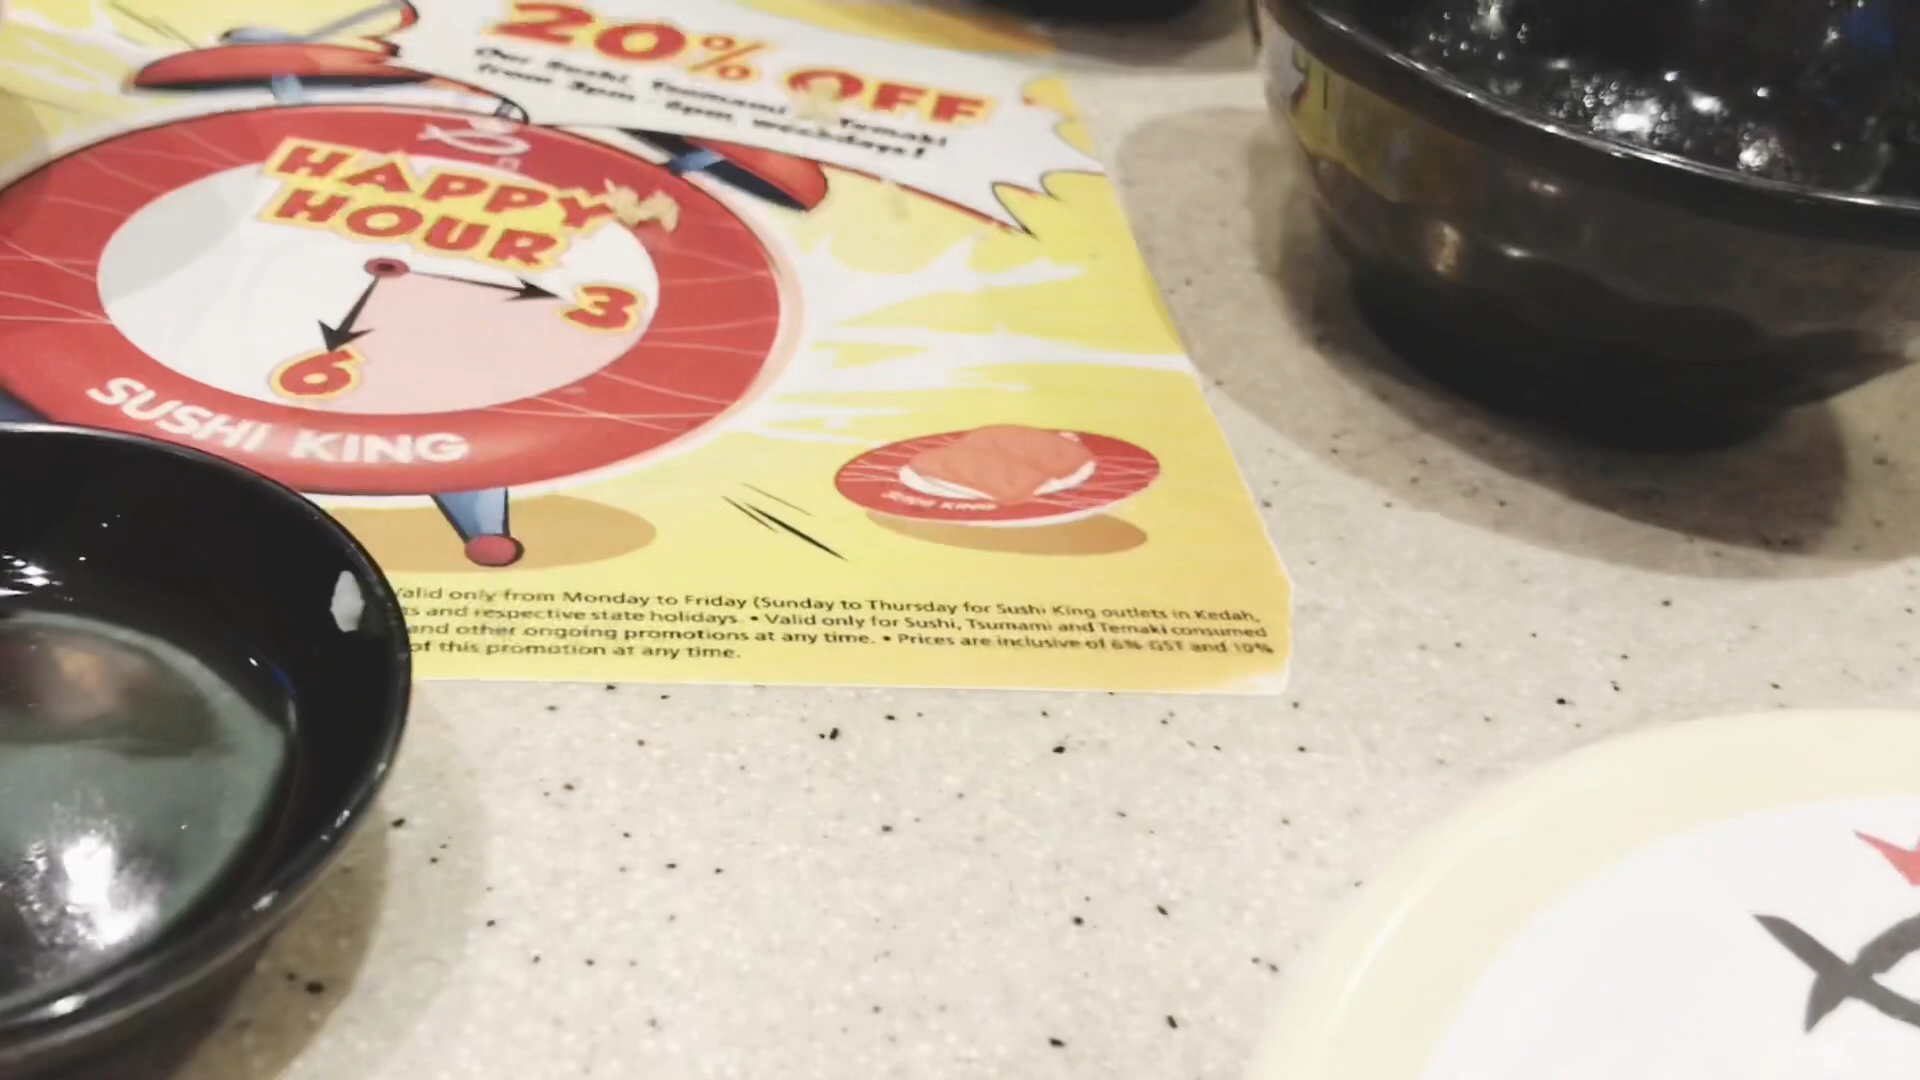 20% OFF
Our Sushi, Tsumami, Temaki
from 3pm - 6pm weekdays!
HAPPY
HOUR
3
6
SUSHI KING
SUSHI KING
Valid only from Monday to Friday (Sunday to Thursday for Sushi King outlets in Kedah,
and respective state holidays. • Valid only for Sushi, Tsumami and Temaki consumed
and other ongoing promotions at any time. • Prices are inclusive of 6% GST and 10%
of this promotion at any time.